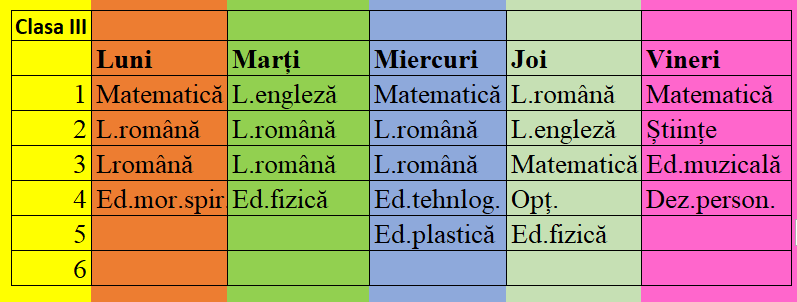 Clasa III
Luni Marți Miercuri Joi Vineri
1 Matematică L.engleză Matematică L.română Matematică
2 L.română L.română L.română L.engleză Științe
3 Lromână L.română L.română Matematică Ed.muzicală
4 Ed.mor.spir. Ed.fizică Ed.tehnlog. Opț. Dez.person.
5 Ed.plastică Ed.fizică
6